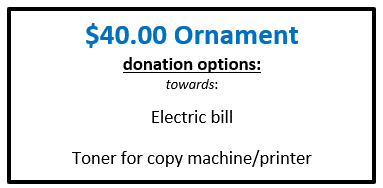 $40.00 Ornament
donation options:
towards:
Electric bill
Toner for copy machine/printer